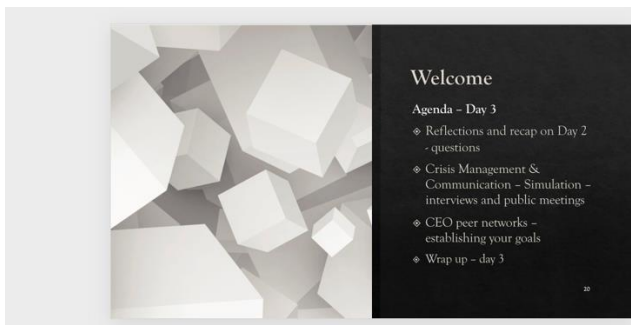 Welcome
Agenda – Day 3
Reflections and recap on Day 2
- questions
Crisis Management &
Communication – Simulation –
interviews and public meetings
CEO peer networks –
establishing your goals
Wrap up – day 3
20